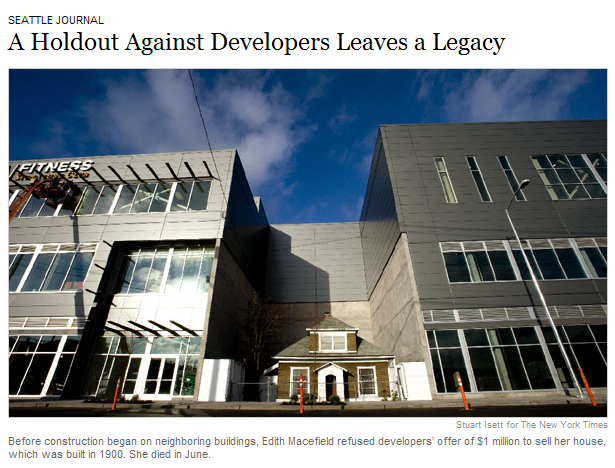 SEATTLE JOURNAL
A Holdout Against Developers Leaves a Legacy
FITNESS
Stuart Isett for The New York Times
Before construction began on neighboring buildings, Edith Macefield refused developers' offer of $1 million to sell her house,
which was built in 1900. She died in June.